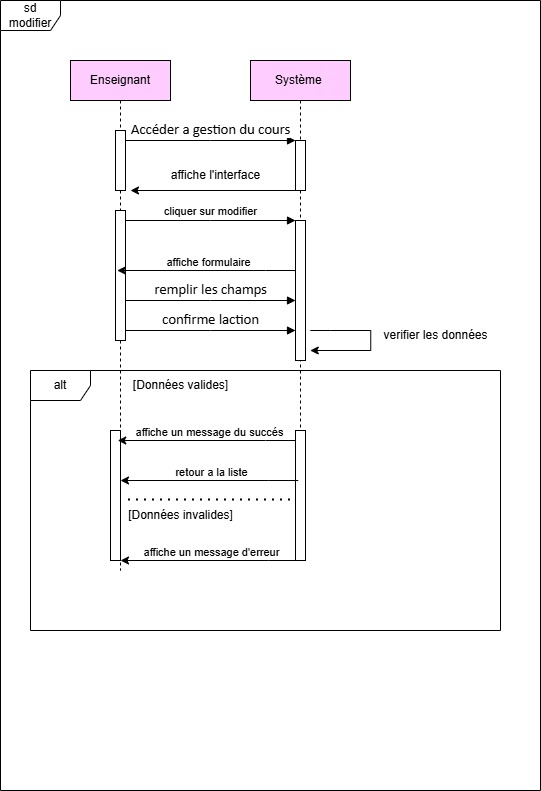 sd
modifier
Enseignant
Système
Accéder a gestion du cours
affiche l'interface
cliquer sur modifier
affiche formulaire
remplir les champs
confirme laction
verifier les données
alt
[Données valides]
affiche un message du succés
retour a la liste
[Données invalides]
affiche un message d'erreur